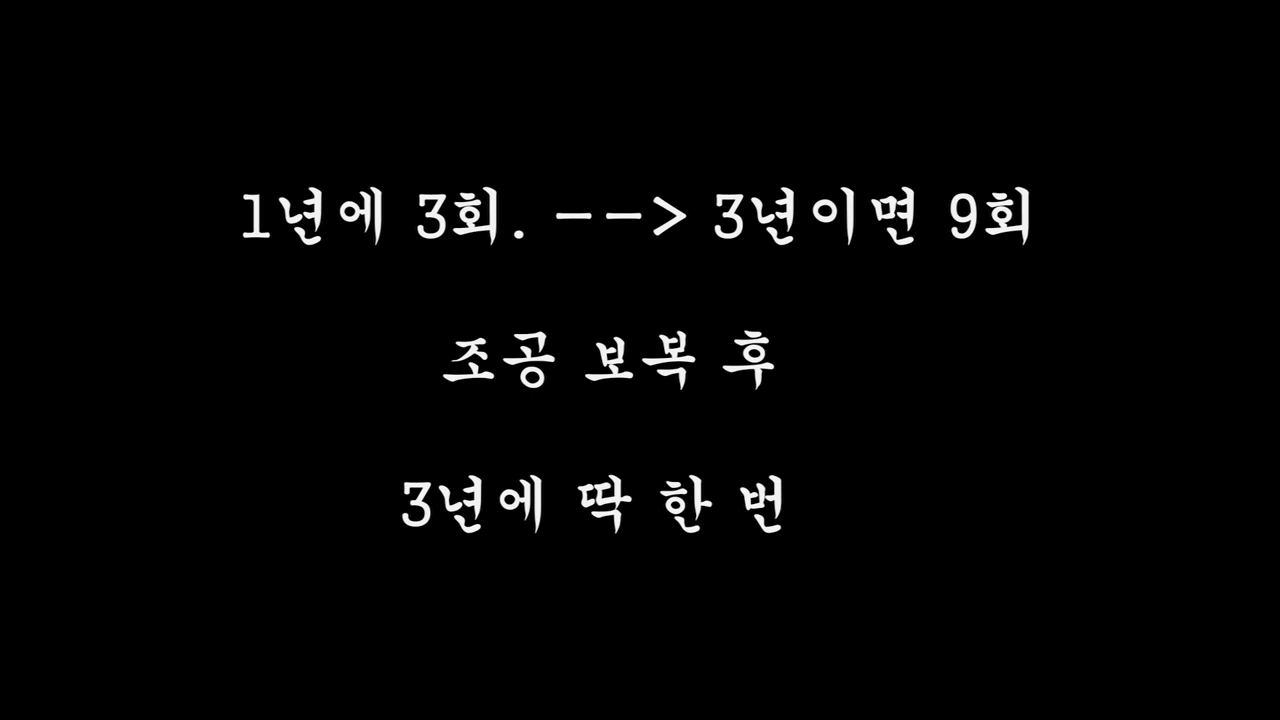 1년에 3회. --> 3년이면 9회
조공 보복 후
3년에 딱 한 번